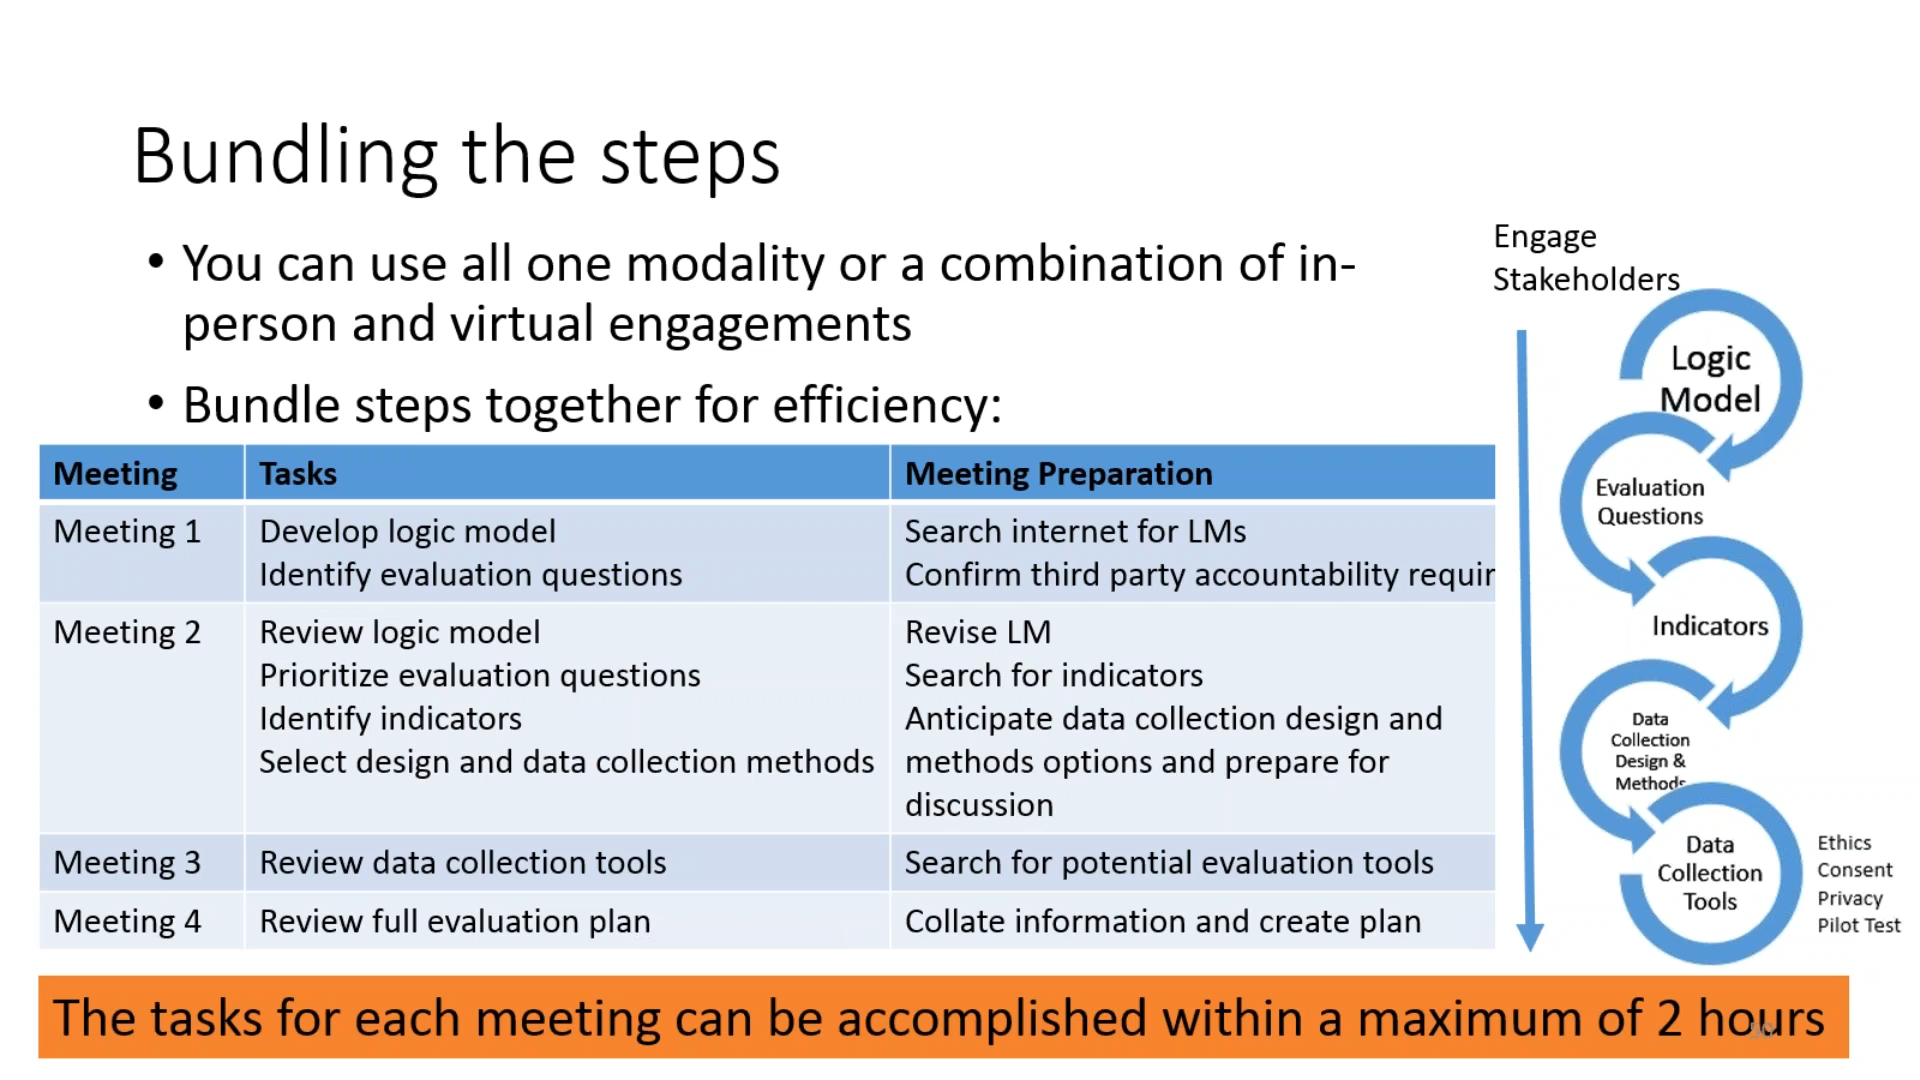 Bundling the steps
• You can use all one modality or a combination of in-
person and virtual engagements
• Bundle steps together for efficiency:
Meeting Tasks Meeting Preparation
Meeting 1 Develop logic model Search internet for LMs
Identify evaluation questions Confirm third party accountability requir
Meeting 2 Review logic model Revise LM
Prioritize evaluation questions Search for indicators
Identify indicators Anticipate data collection design and
Select design and data collection methods methods options and prepare for
discussion
Meeting 3 Review data collection tools Search for potential evaluation tools
Meeting 4 Review full evaluation plan Collate information and create plan
Engage
Stakeholders
Logic
Model
Evaluation
Questions
Indicators
Data
Collection
Design &
Methods
Data
Collection
Tools
Ethics
Consent
Privacy
Pilot Test
The tasks for each meeting can be accomplished within a maximum of 2 hours